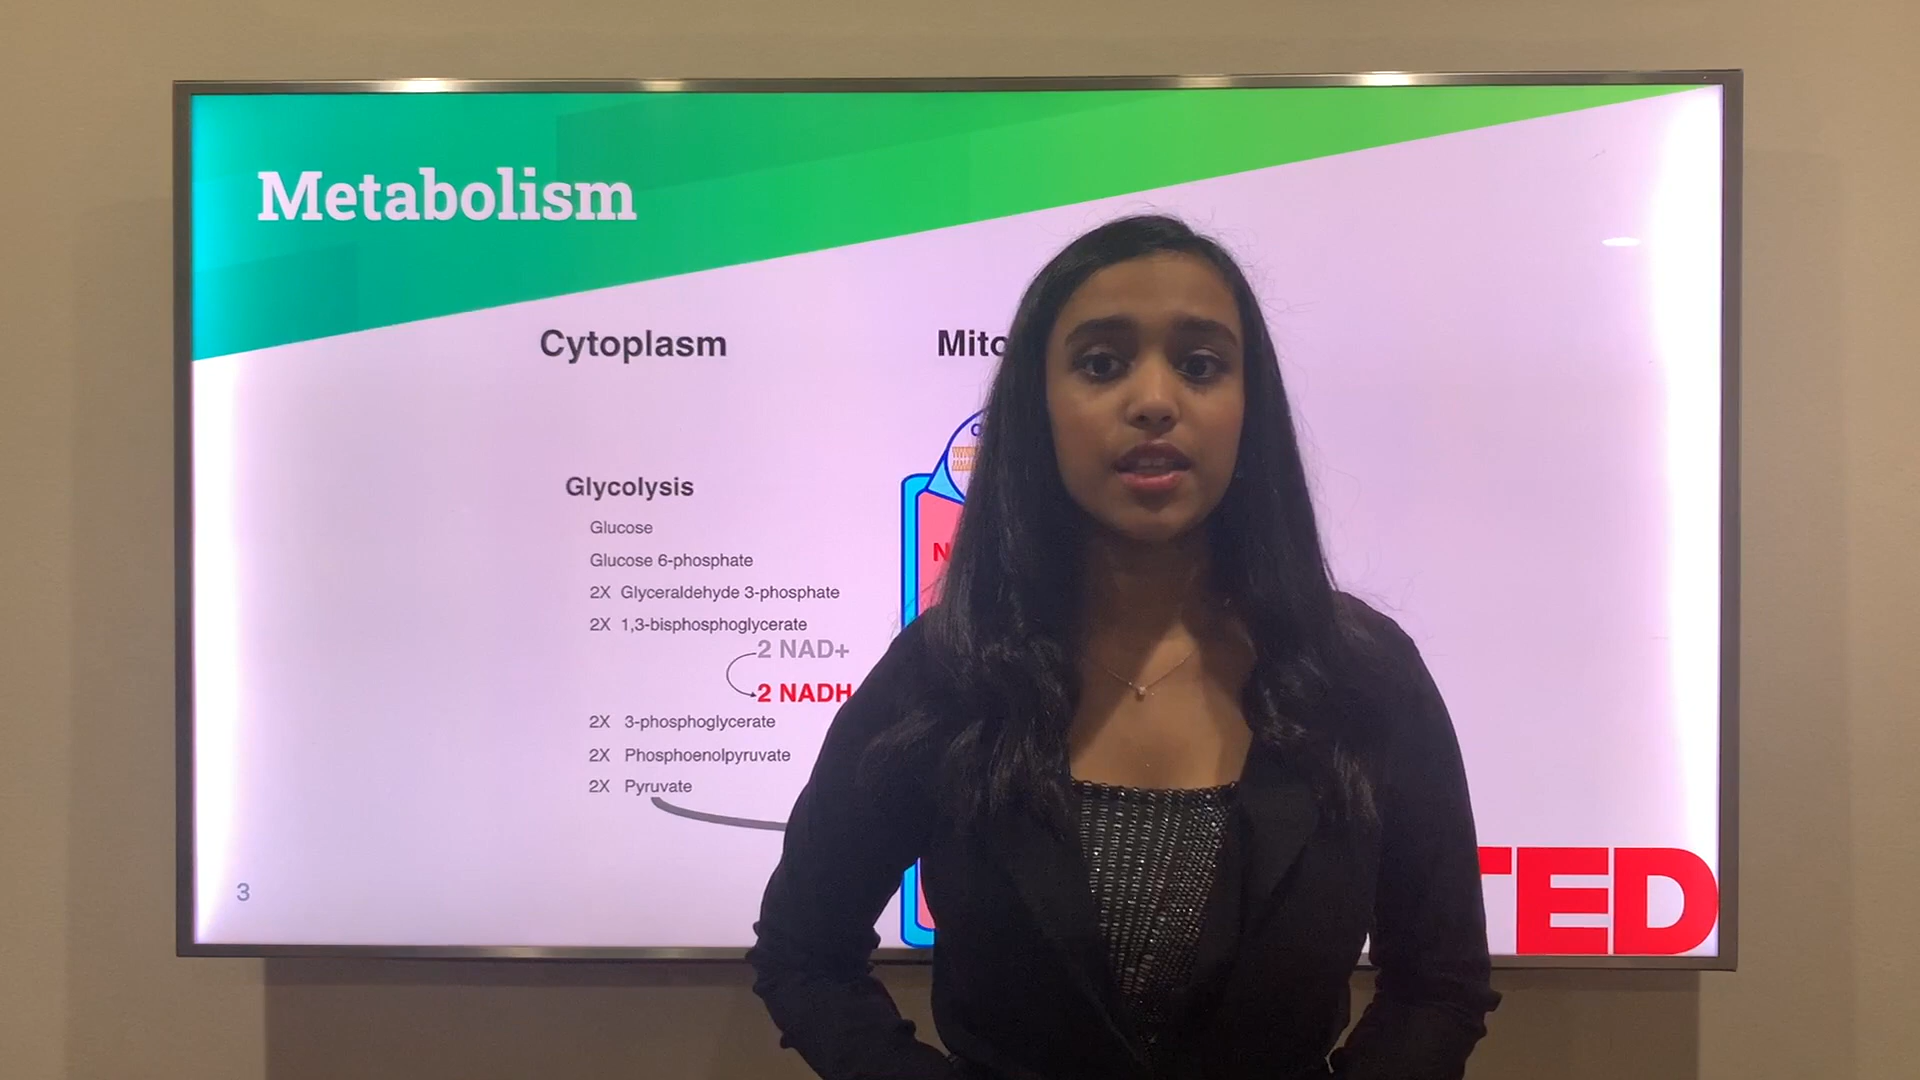 Metabolism
Cytoplasm
Mito
Glycolysis
Glucose
Glucose 6-phosphate
2X Glyceraldehyde 3-phosphate
2X 1,3-bisphosphoglycerate
2 NAD+
2 NADH
2X 3-phosphoglycerate
2X Phosphoenolpyruvate
2X Pyruvate
3
TED